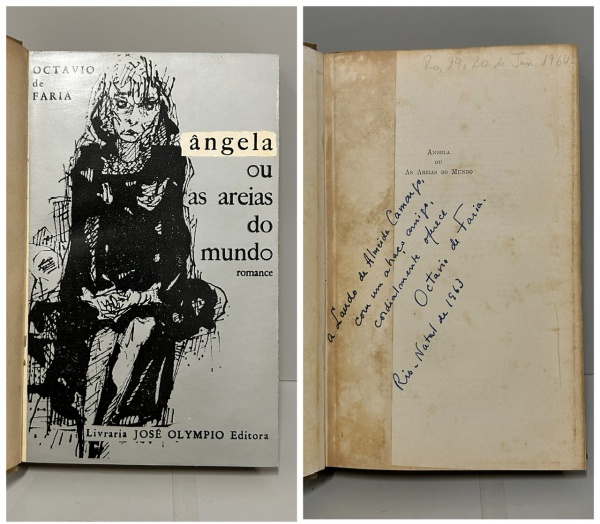 OCTAVIO
de
FARIA
ângela
ou
as areias
do
mundo
romance
Livraria JOSÉ OLYMPIO Editora
Rio, 19, 20 de Jan. 1964
ANGELA
OU
AS AREIAS DO MUNDO
a Laudo de Almeida Camargo,
com um abraço amigo,
cordialmente oferece
Octavio de Faria.
Rio - Natal de 1963